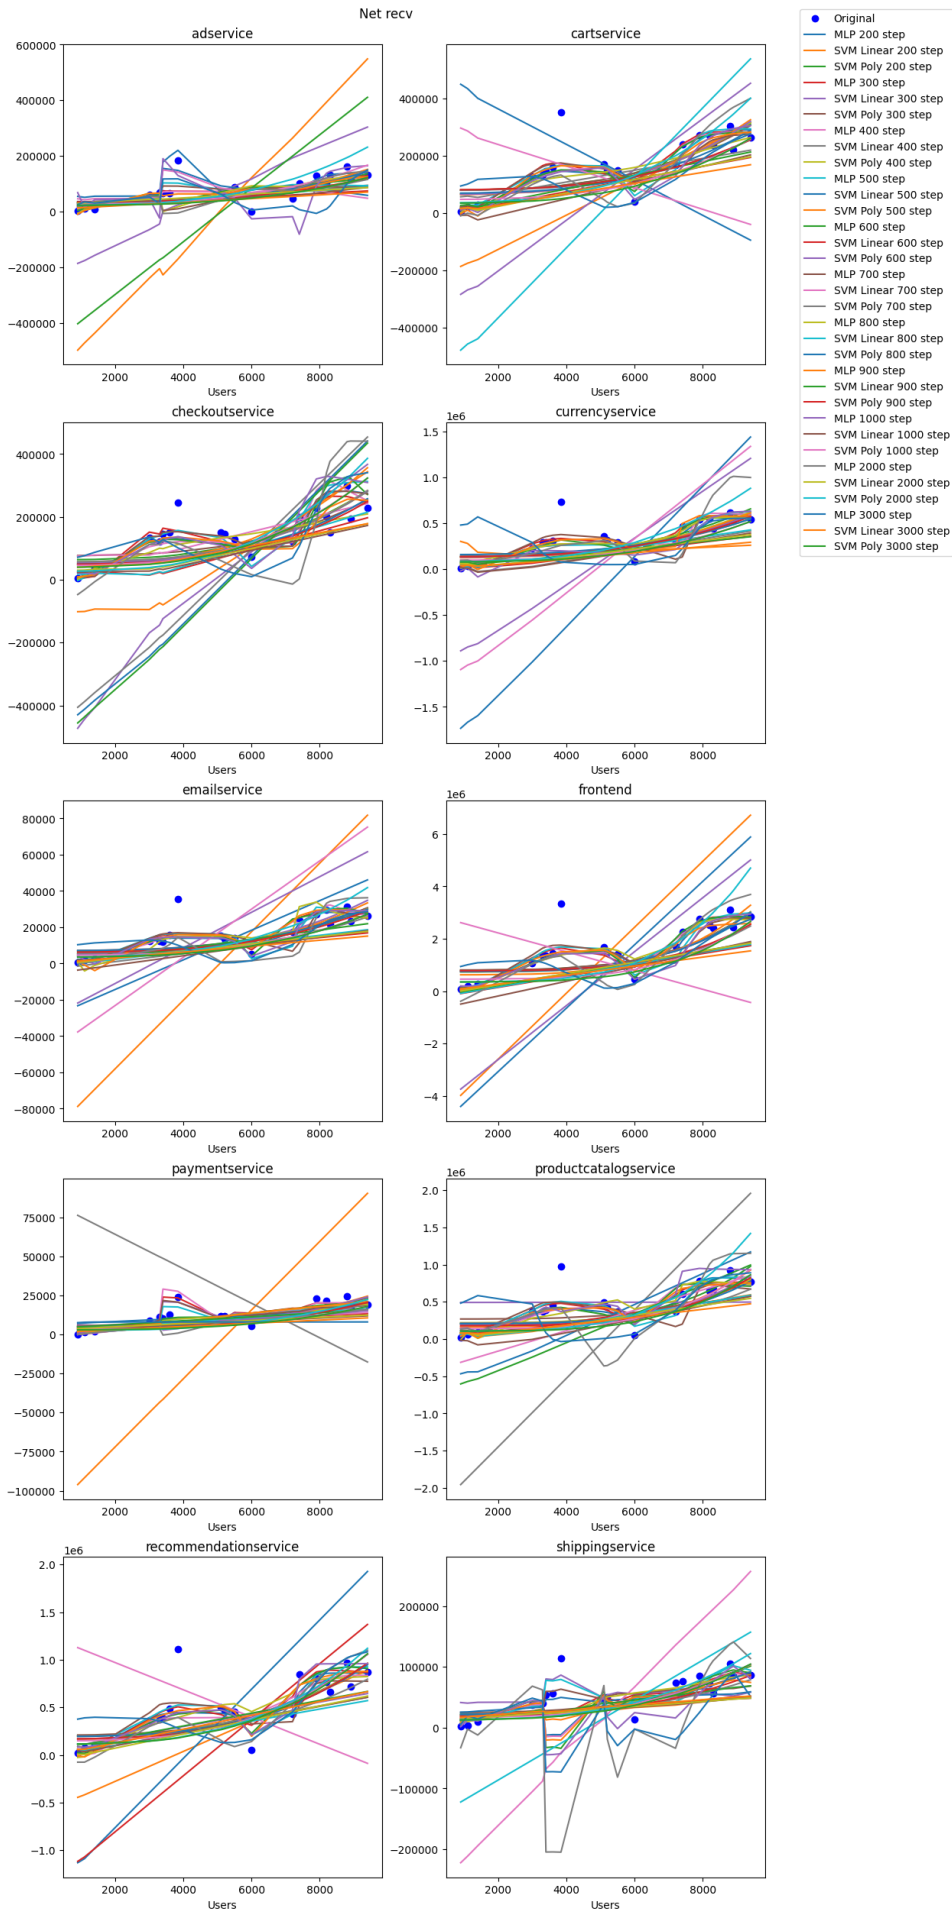 Net recv
adservice
600000
400000
200000
0
−200000
−400000
2000
4000
6000
8000
Users
cartservice
400000
200000
0
−200000
−400000
2000
4000
6000
8000
Users
Original
MLP 200 step
SVM Linear 200 step
SVM Poly 200 step
MLP 300 step
SVM Linear 300 step
SVM Poly 300 step
MLP 400 step
SVM Linear 400 step
SVM Poly 400 step
MLP 500 step
SVM Linear 500 step
SVM Poly 500 step
MLP 600 step
SVM Linear 600 step
SVM Poly 600 step
MLP 700 step
SVM Linear 700 step
SVM Poly 700 step
MLP 800 step
SVM Linear 800 step
SVM Poly 800 step
MLP 900 step
SVM Linear 900 step
SVM Poly 900 step
MLP 1000 step
SVM Linear 1000 step
SVM Poly 1000 step
MLP 2000 step
SVM Linear 2000 step
SVM Poly 2000 step
MLP 3000 step
SVM Linear 3000 step
SVM Poly 3000 step
checkoutservice
400000
200000
0
−200000
−400000
2000
4000
6000
8000
Users
currencyservice
1e6
1.5
1.0
0.5
0.0
−0.5
−1.0
−1.5
2000
4000
6000
8000
Users
emailservice
80000
60000
40000
20000
0
−20000
−40000
−60000
−80000
2000
4000
6000
8000
Users
frontend
1e6
6
4
2
0
−2
−4
2000
4000
6000
8000
Users
paymentservice
75000
50000
25000
0
−25000
−50000
−75000
−100000
2000
4000
6000
8000
Users
productcatalogservice
1e6
2.0
1.5
1.0
0.5
0.0
−0.5
−1.0
−1.5
−2.0
2000
4000
6000
8000
Users
recommendationservice
1e6
2.0
1.5
1.0
0.5
0.0
−0.5
−1.0
2000
4000
6000
8000
Users
shippingservice
200000
100000
0
−100000
−200000
2000
4000
6000
8000
Users